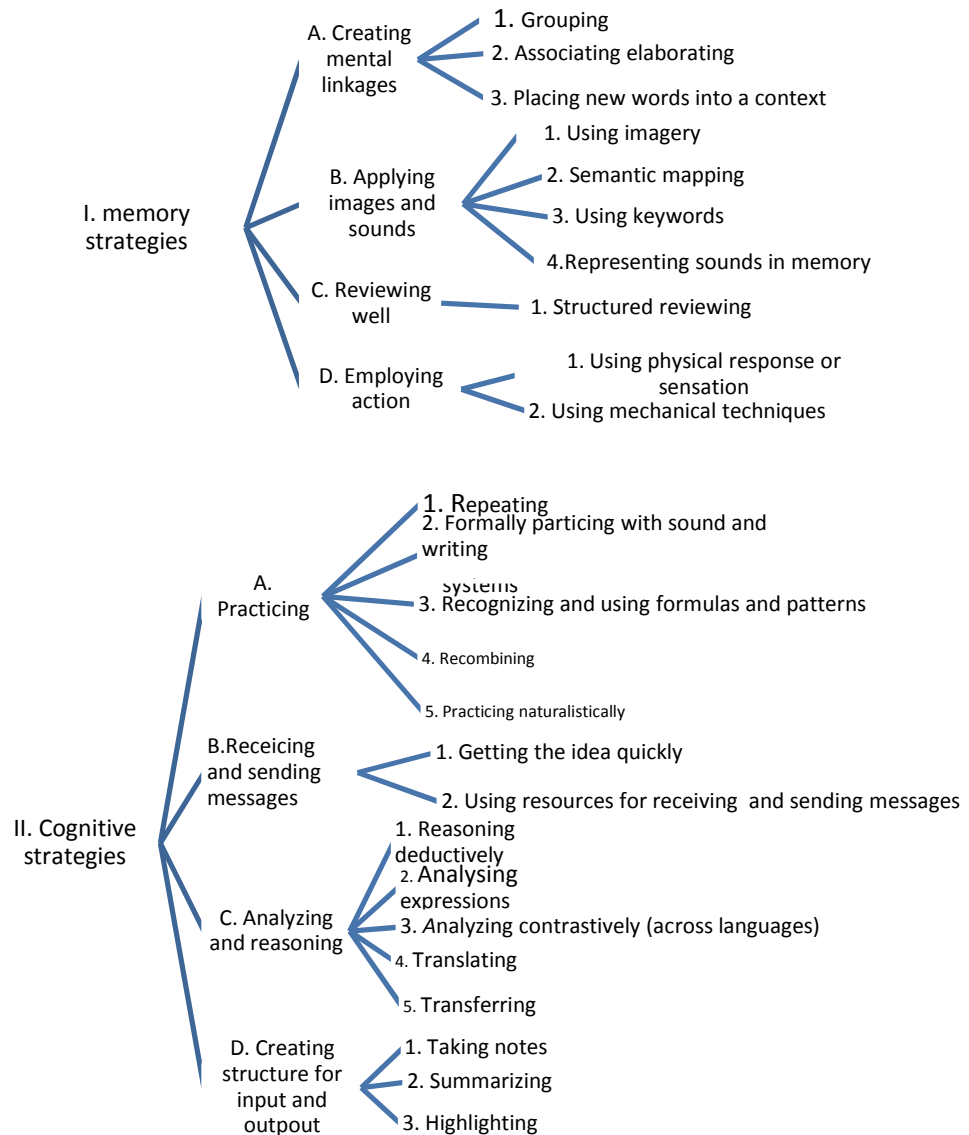 I. memory
strategies
A. Creating
mental
linkages
1. Grouping
2. Associating elaborating
3. Placing new words into a context
B. Applying
images and
sounds
1. Using imagery
2. Semantic mapping
3. Using keywords
4.Representing sounds in memory
C. Reviewing
well
1. Structured reviewing
D. Employing
action
1. Using physical response or
sensation
2. Using mechanical techniques
II. Cognitive
strategies
A.
Practicing
1. Repeating
2. Formally particing with sound and
writing
systems
3. Recognizing and using formulas and patterns
4. Recombining
5. Practicing naturalistically
B.Receicing
and sending
messages
1. Getting the idea quickly
2. Using resources for receiving and sending messages
C. Analyzing
and reasoning
1. Reasoning
deductively
2. Analysing
expressions
3. Analyzing contrastively (across languages)
4. Translating
5. Transferring
D. Creating
structure for
input and
outpout
1. Taking notes
2. Summarizing
3. Highlighting